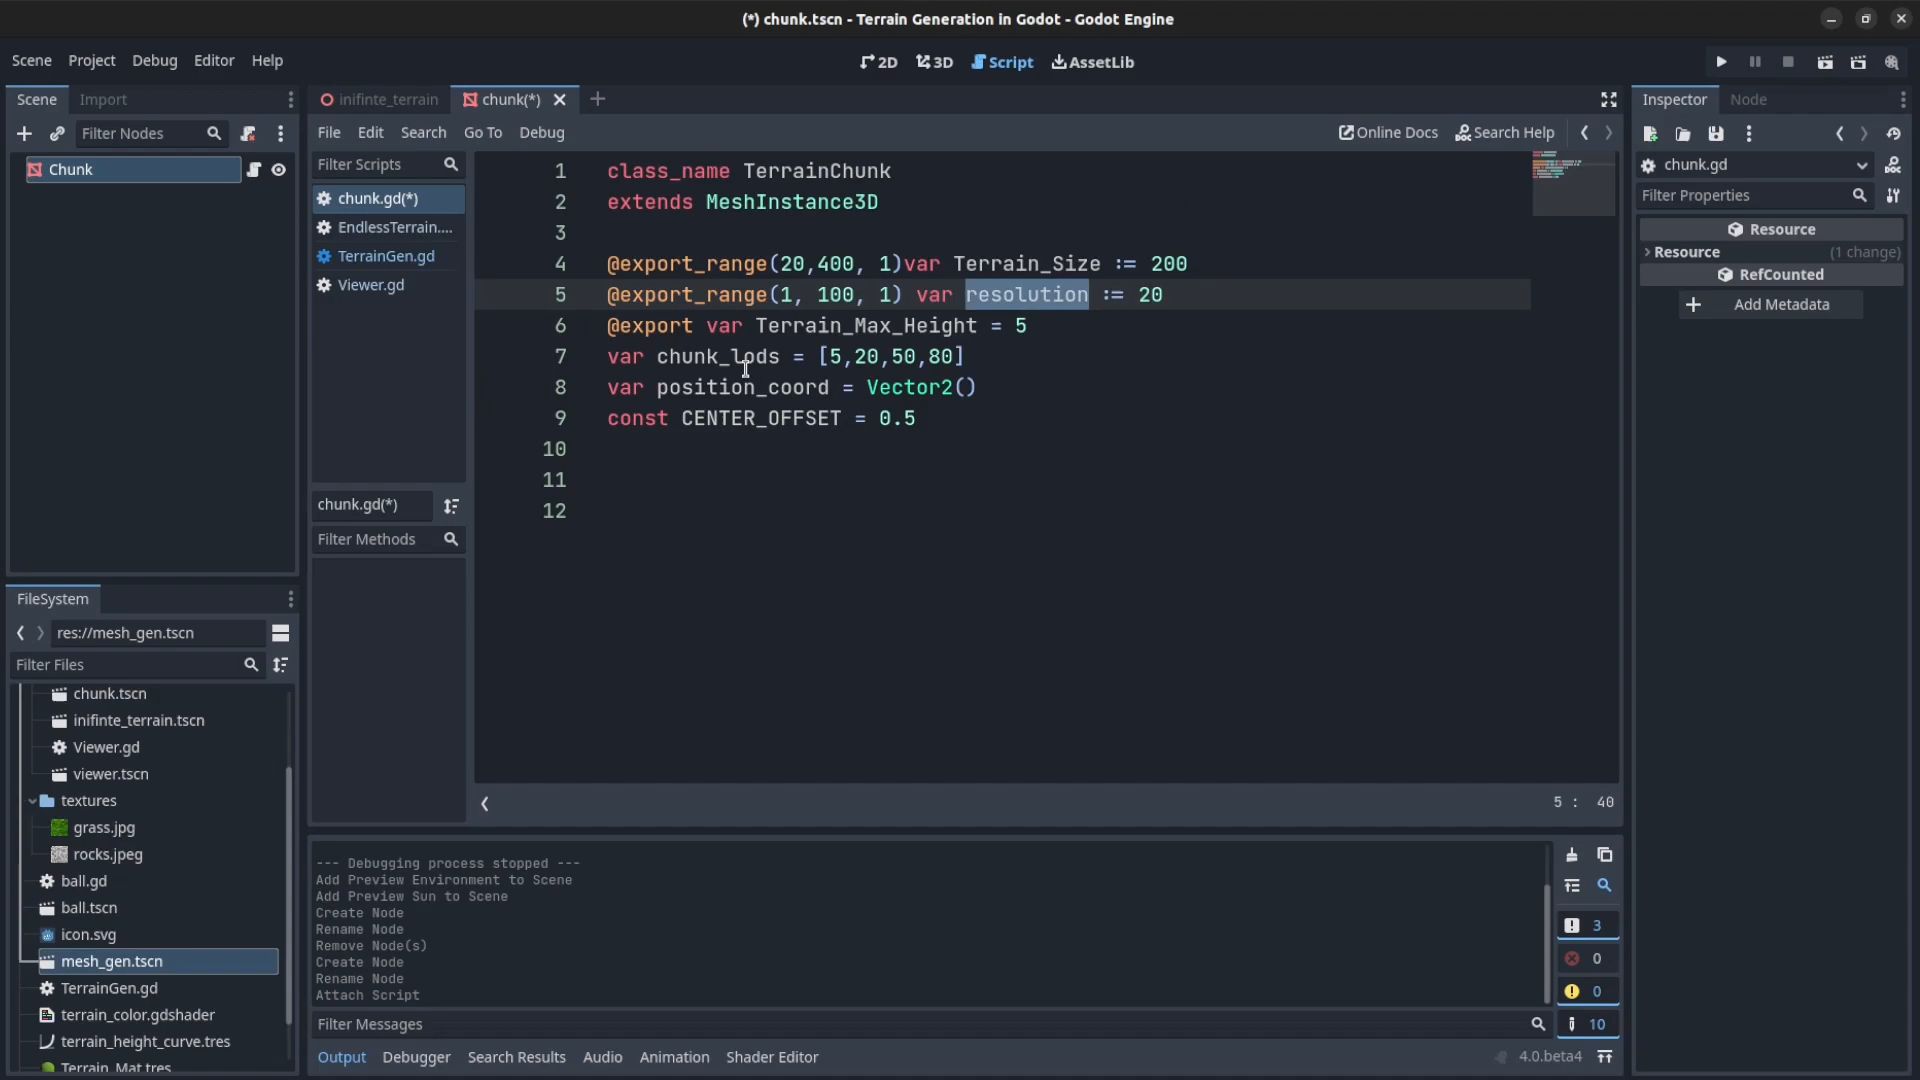 (*) chunk.tscn - Terrain Generation in Godot - Godot Engine
Scene Project Debug Editor Help
2D 3D Script AssetLib
Scene Import
Filter Nodes
Chunk
inifinte_terrain chunk(*)
File Edit Search Go To Debug
Online Docs Search Help
Filter Scripts
chunk.gd(*)
EndlessTerrain....
TerrainGen.gd
Viewer.gd
chunk.gd(*)
Filter Methods
1 class_name TerrainChunk
2 extends MeshInstance3D
3
4 @export_range(20,400, 1)var Terrain_Size := 200
5 @export_range(1, 100, 1) var resolution := 20
6 @export var Terrain_Max_Height = 5
7 var chunk_lods = [5,20,50,80]
8 var position_coord = Vector2()
9 const CENTER_OFFSET = 0.5
10
11
12
5 : 40
Inspector Node
chunk.gd
Filter Properties
Resource
Resource (1 change)
RefCounted
Add Metadata
FileSystem
res://mesh_gen.tscn
Filter Files
chunk.tscn
inifinte_terrain.tscn
Viewer.gd
viewer.tscn
textures
grass.jpg
rocks.jpeg
ball.gd
ball.tscn
icon.svg
mesh_gen.tscn
TerrainGen.gd
terrain_color.gdshader
terrain_height_curve.tres
Terrain_Mat.tres
--- Debugging process stopped ---
Add Preview Environment to Scene
Add Preview Sun to Scene
Create Node
Rename Node
Remove Node(s)
Create Node
Rename Node
Attach Script
3
0
0
10
Filter Messages
Output Debugger Search Results Audio Animation Shader Editor
4.0.beta4